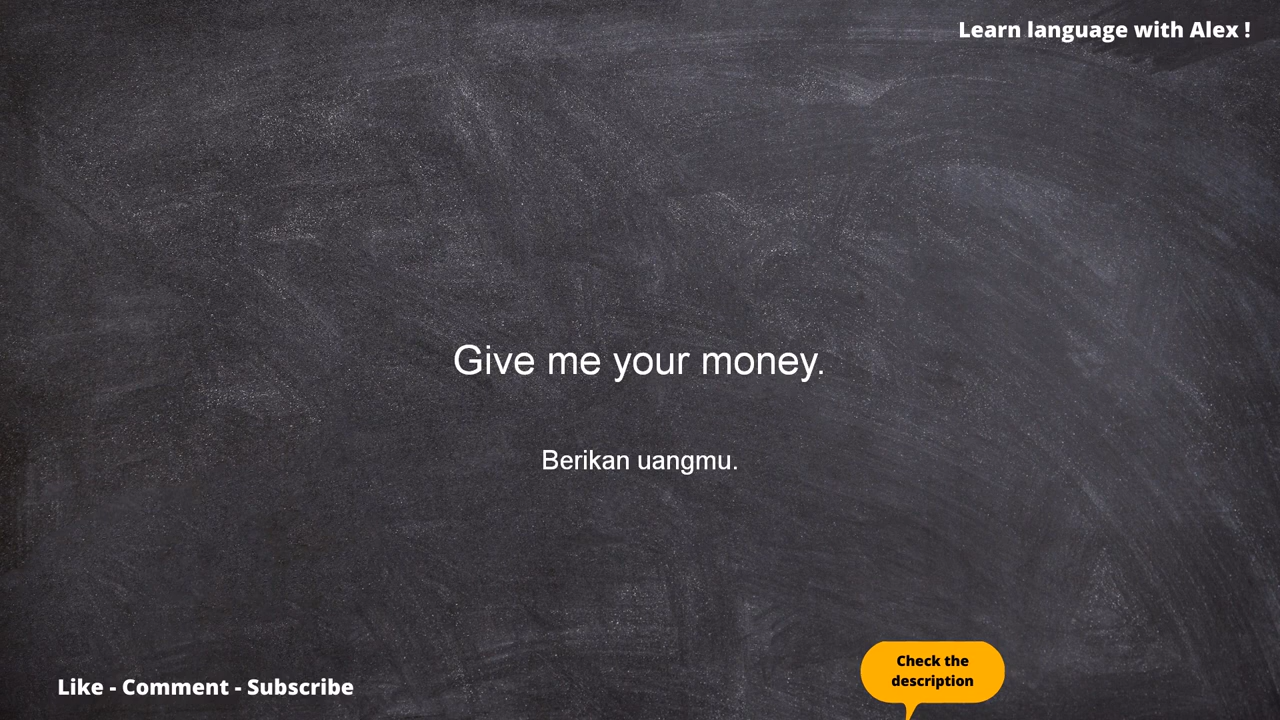 Learn language with Alex !
Give me your money.
Berikan uangmu.
Check the
description
Like - Comment - Subscribe